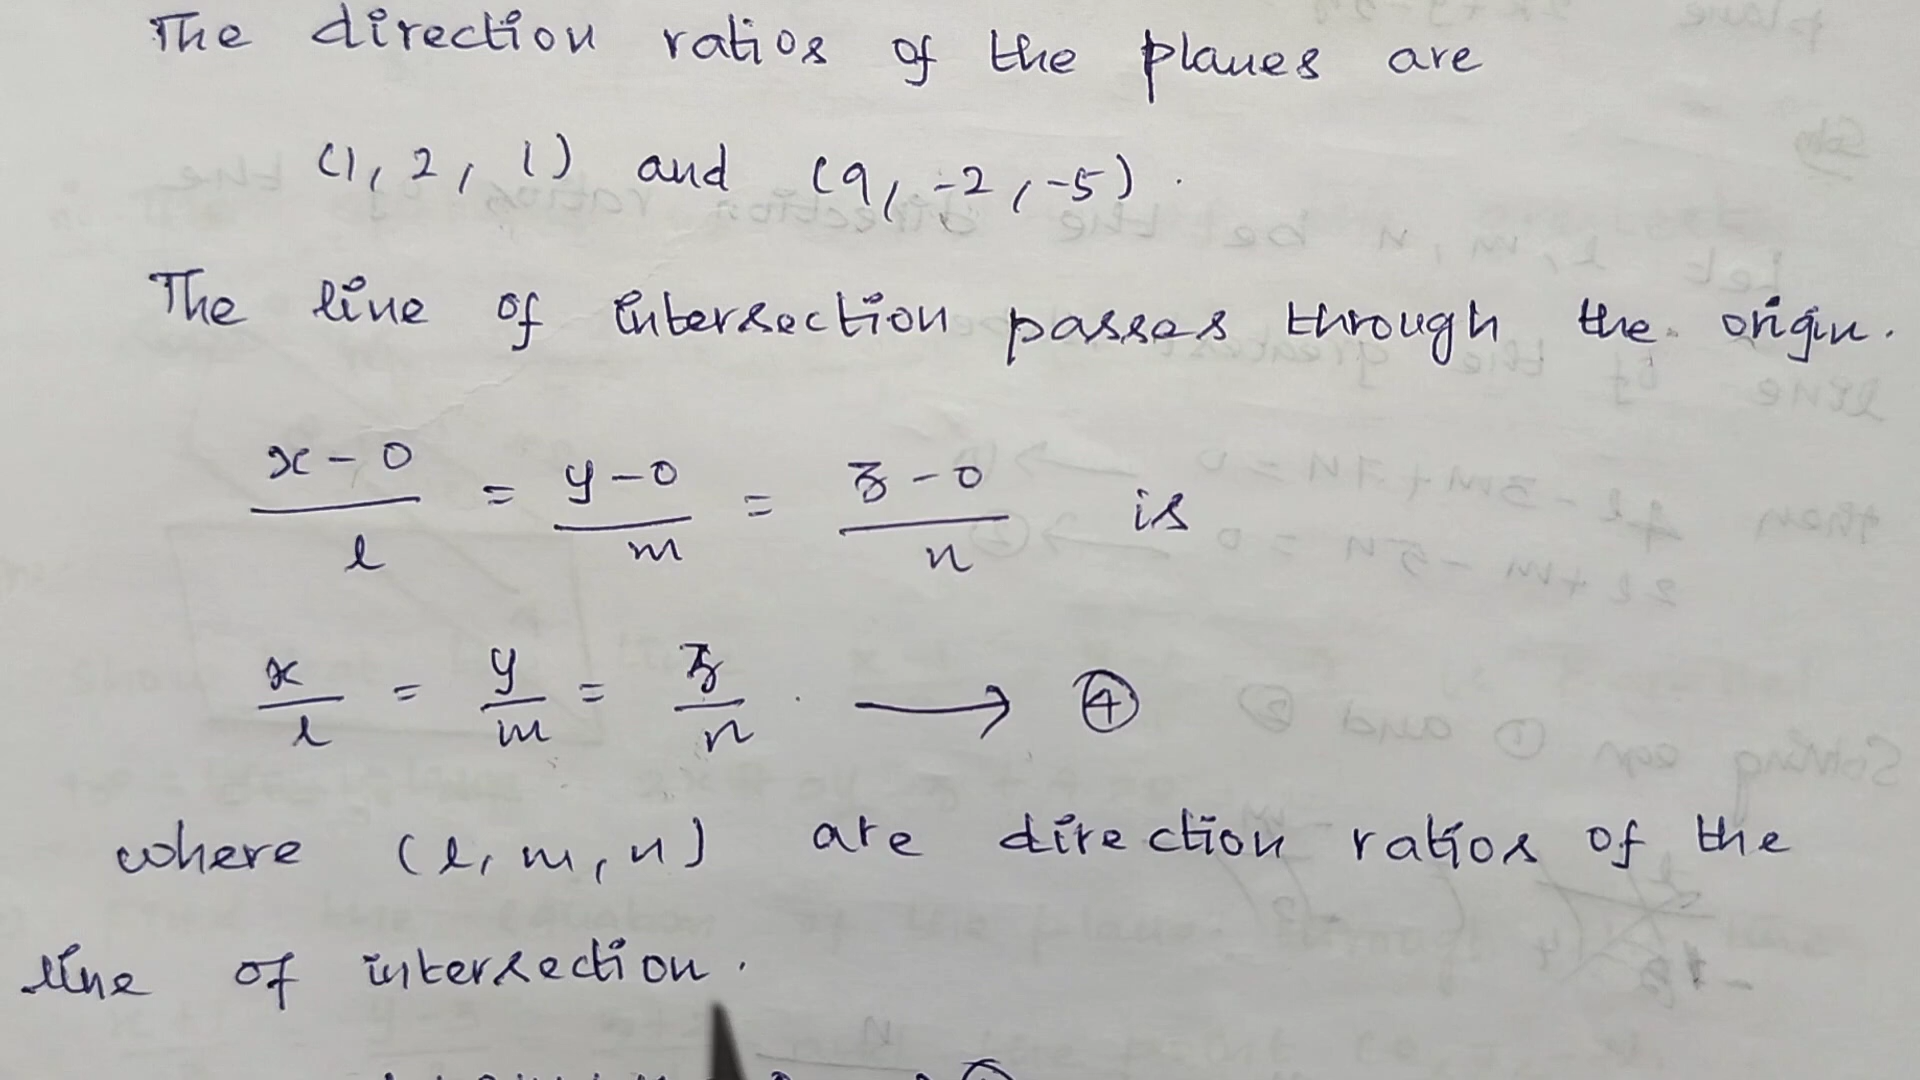 The direction ratios of the planes are
(1, 2, 1) and (9, -2, -5).
The line of intersection passes through the origin.
x-0/l = y-0/m = z-0/n is
x/l = y/m = z/n. → ④
where (l, m, n) are direction ratios of the
line of intersection.